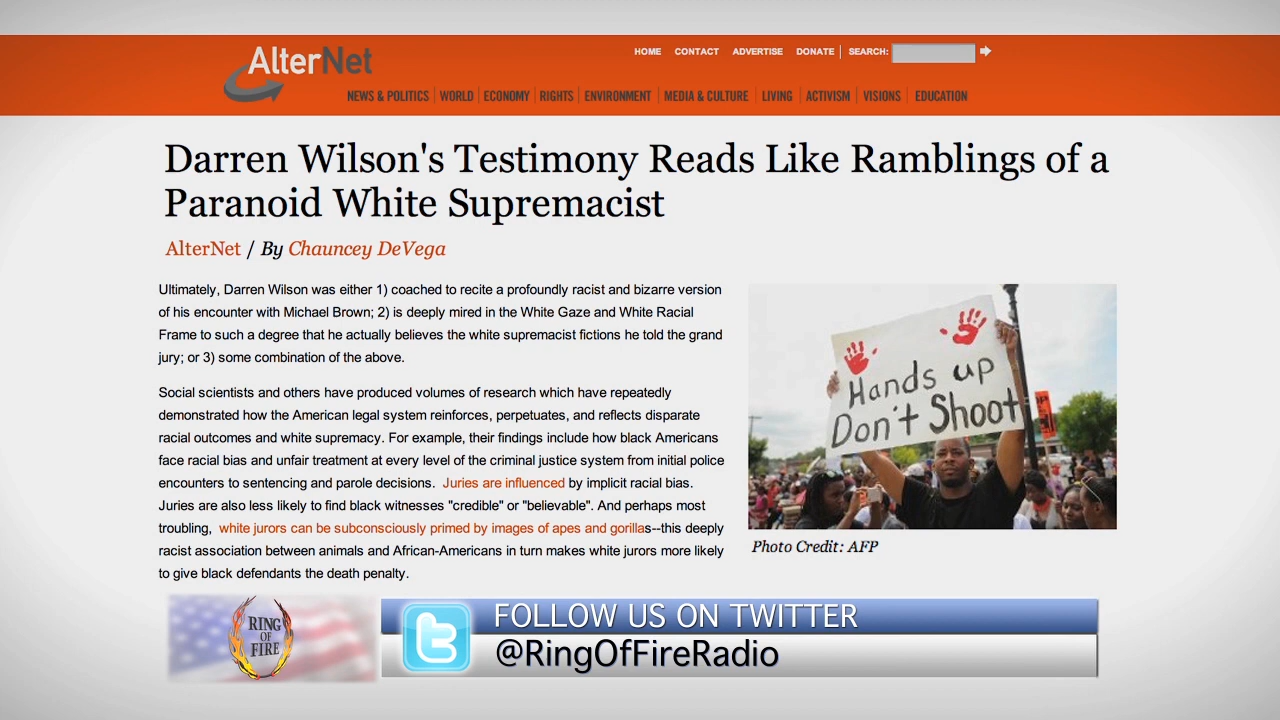 AlterNet
HOME CONTACT ADVERTISE DONATE SEARCH:
NEWS & POLITICS WORLD ECONOMY RIGHTS ENVIRONMENT MEDIA & CULTURE LIVING ACTIVISM VISIONS EDUCATION
Darren Wilson's Testimony Reads Like Ramblings of a
Paranoid White Supremacist
AlterNet / By Chauncey DeVega
Ultimately, Darren Wilson was either 1) coached to recite a profoundly racist and bizarre version
of his encounter with Michael Brown; 2) is deeply mired in the White Gaze and White Racial
Frame to such a degree that he actually believes the white supremacist fictions he told the grand
jury; or 3) some combination of the above.
Social scientists and others have produced volumes of research which have repeatedly
demonstrated how the American legal system reinforces, perpetuates, and reflects disparate
racial outcomes and white supremacy. For example, their findings include how black Americans
face racial bias and unfair treatment at every level of the criminal justice system from initial police
encounters to sentencing and parole decisions. Juries are influenced by implicit racial bias.
Juries are also less likely to find black witnesses "credible" or "believable". And perhaps most
troubling, white jurors can be subconsciously primed by images of apes and gorillas--this deeply
racist association between animals and African-Americans in turn makes white jurors more likely
to give black defendants the death penalty.
Hands up
Don't Shoot
Photo Credit: AFP
RING
OF
FIRE
FOLLOW US ON TWITTER
@RingOfFireRadio